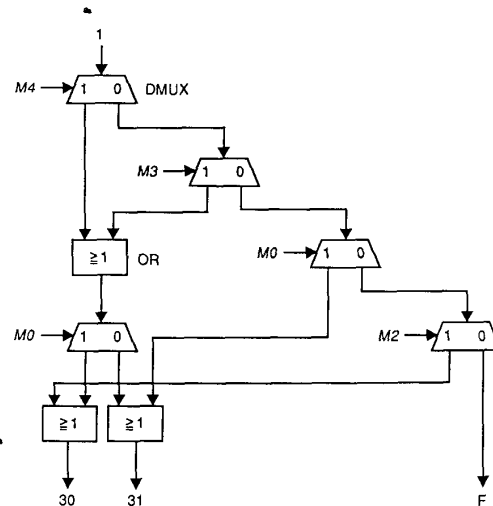 1
M4 1 0 DMUX
M3 1 0
M0 1 0
≧1 OR
M0 1 0
M2 1 0
≧1 ≧1
30 31 F